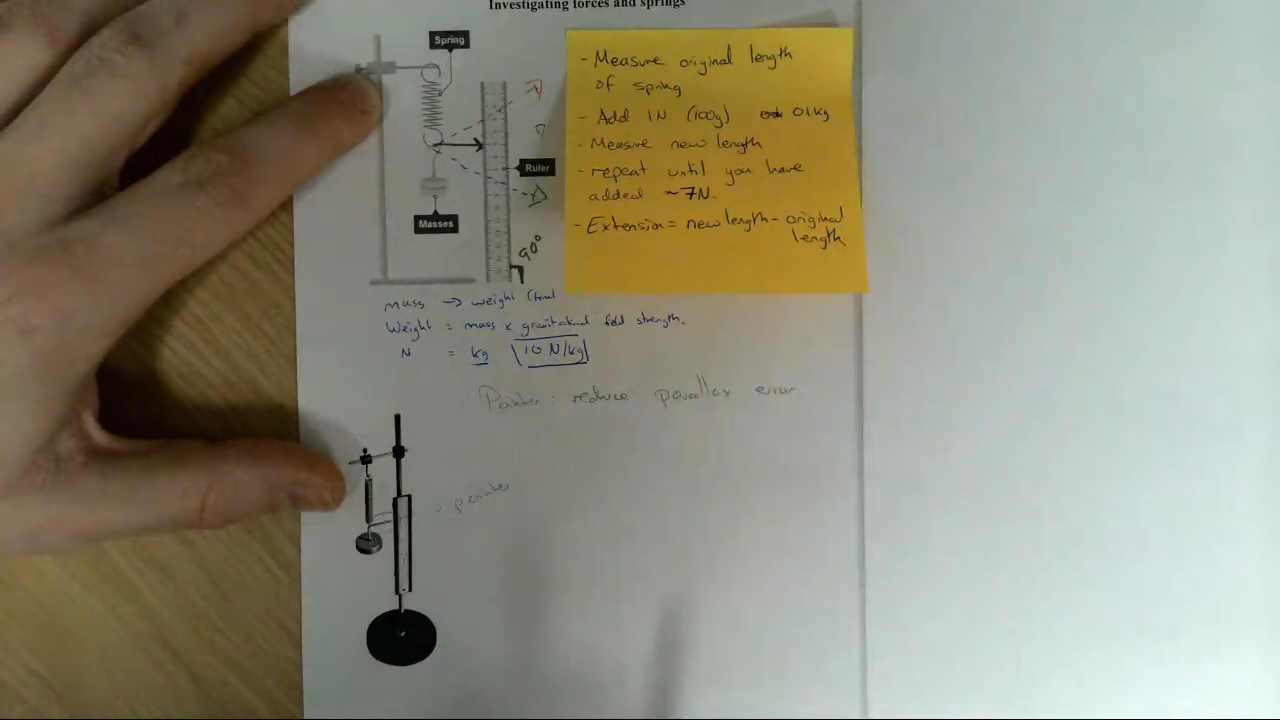 Investigating forces and springs
Spring
Ruler
Masses
90°
- Measure original length
of spring
- Add 1N (100g) 0.1kg
- Measure new length
- repeat until you have
added ~7N.
- Extension = new length - original
length
mass → weight
Weight = mass x gravitational field strength.
N = kg 10 N/kg
Pointer: reduce parallax error
- pointer